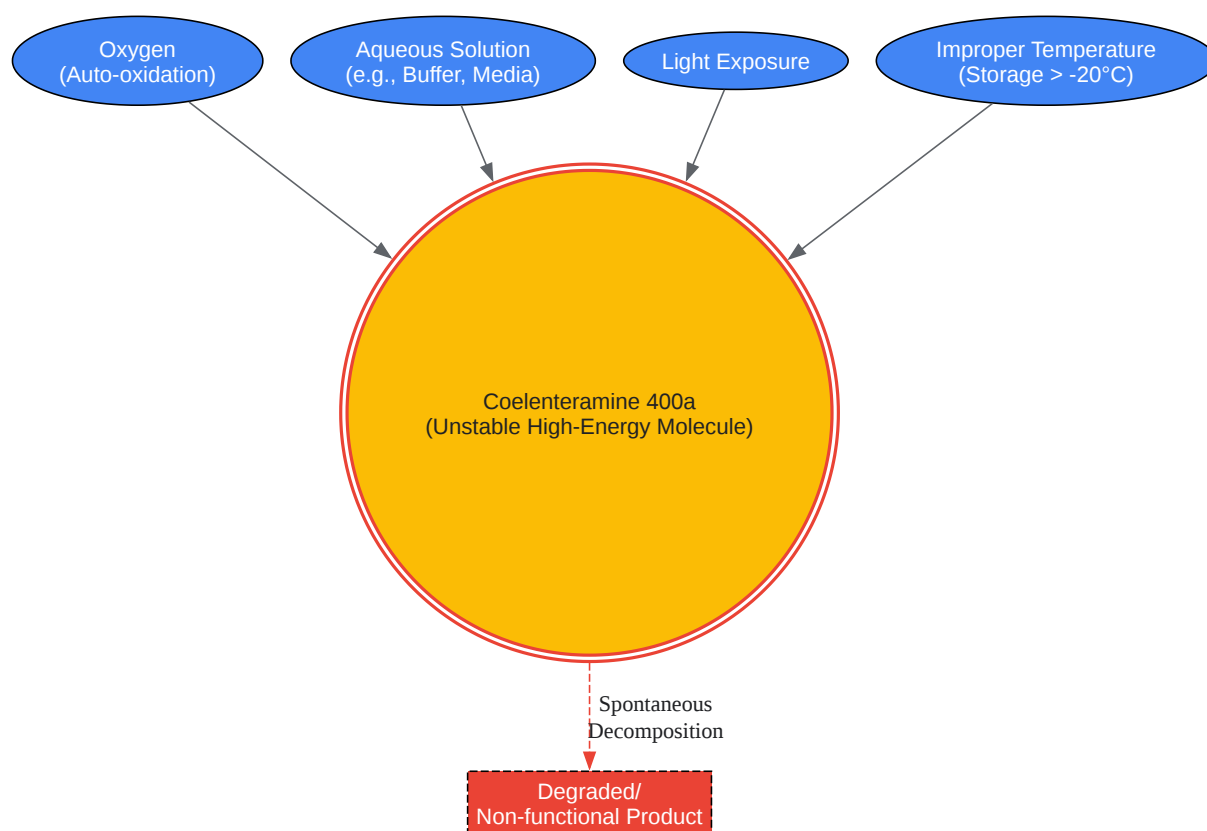 Oxygen
(Auto-oxidation)
Aqueous Solution
(e.g., Buffer, Media)
Light Exposure
Improper Temperature
(Storage > -20°C)
Coelenteramine 400a
(Unstable High-Energy Molecule)
Spontaneous
Decomposition
Degraded/
Non-functional Product